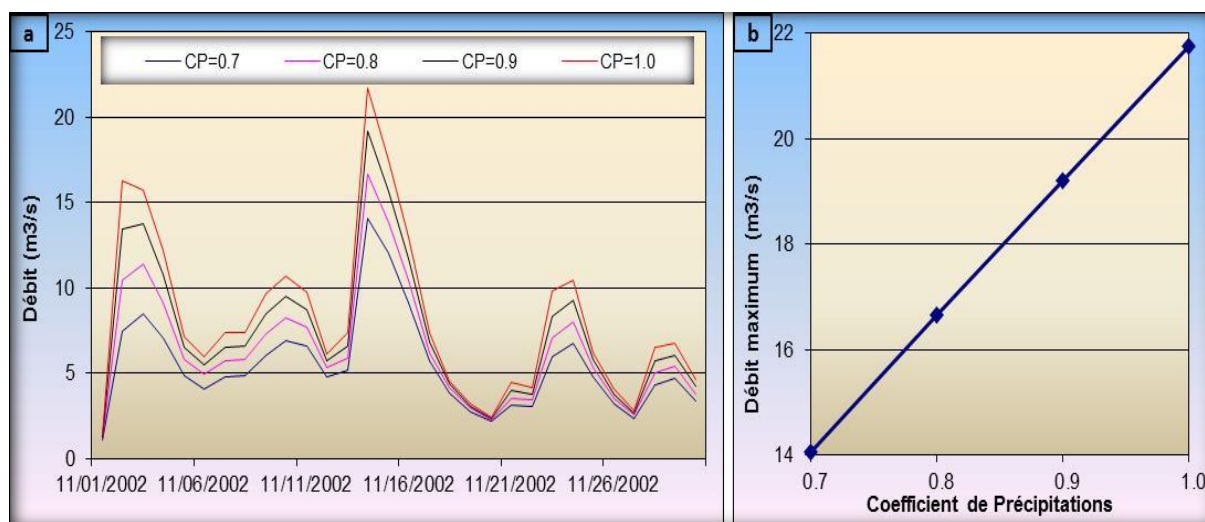 a
25
20
15
10
5
0
Débit (m3/s)
CP=0.7 CP=0.8 CP=0.9 CP=1.0
11/01/2002 11/06/2002 11/11/2002 11/16/2002 11/21/2002 11/26/2002
b
22
20
18
16
14
Débit maximum (m3/s)
0.7 0.8 0.9 1.0
Coefficient de Précipitations